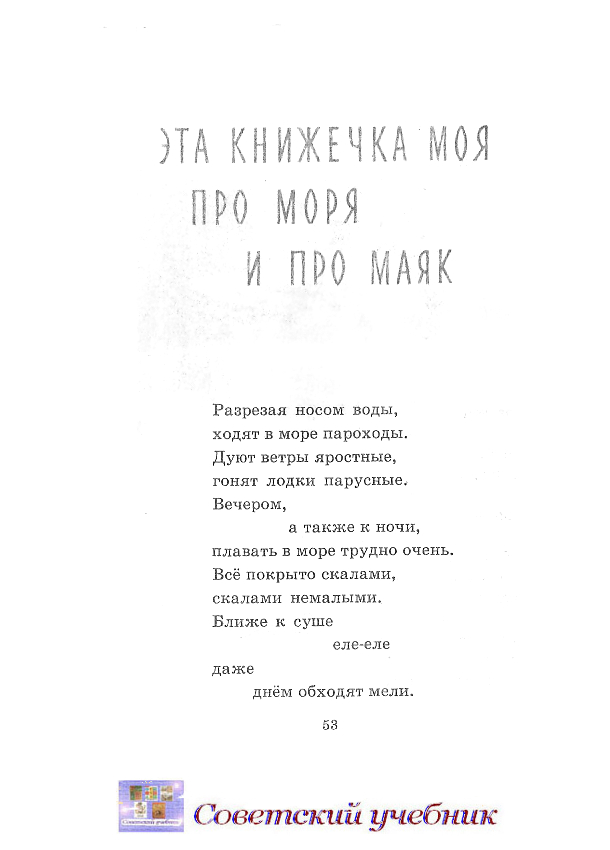 ЭТА КНИЖЕЧКА МОЯ
ПРО МОРЯ
И ПРО МАЯК
Разрезая носом воды,
ходят в море пароходы.
Дуют ветры яростные,
гонят лодки парусные.
Вечером,
а также к ночи,
плавать в море трудно очень.
Всё покрыто скалами,
скалами немалыми.
Ближе к суше
еле-еле
даже
днём обходят мели.
53
Советский учебник
Советский учебник